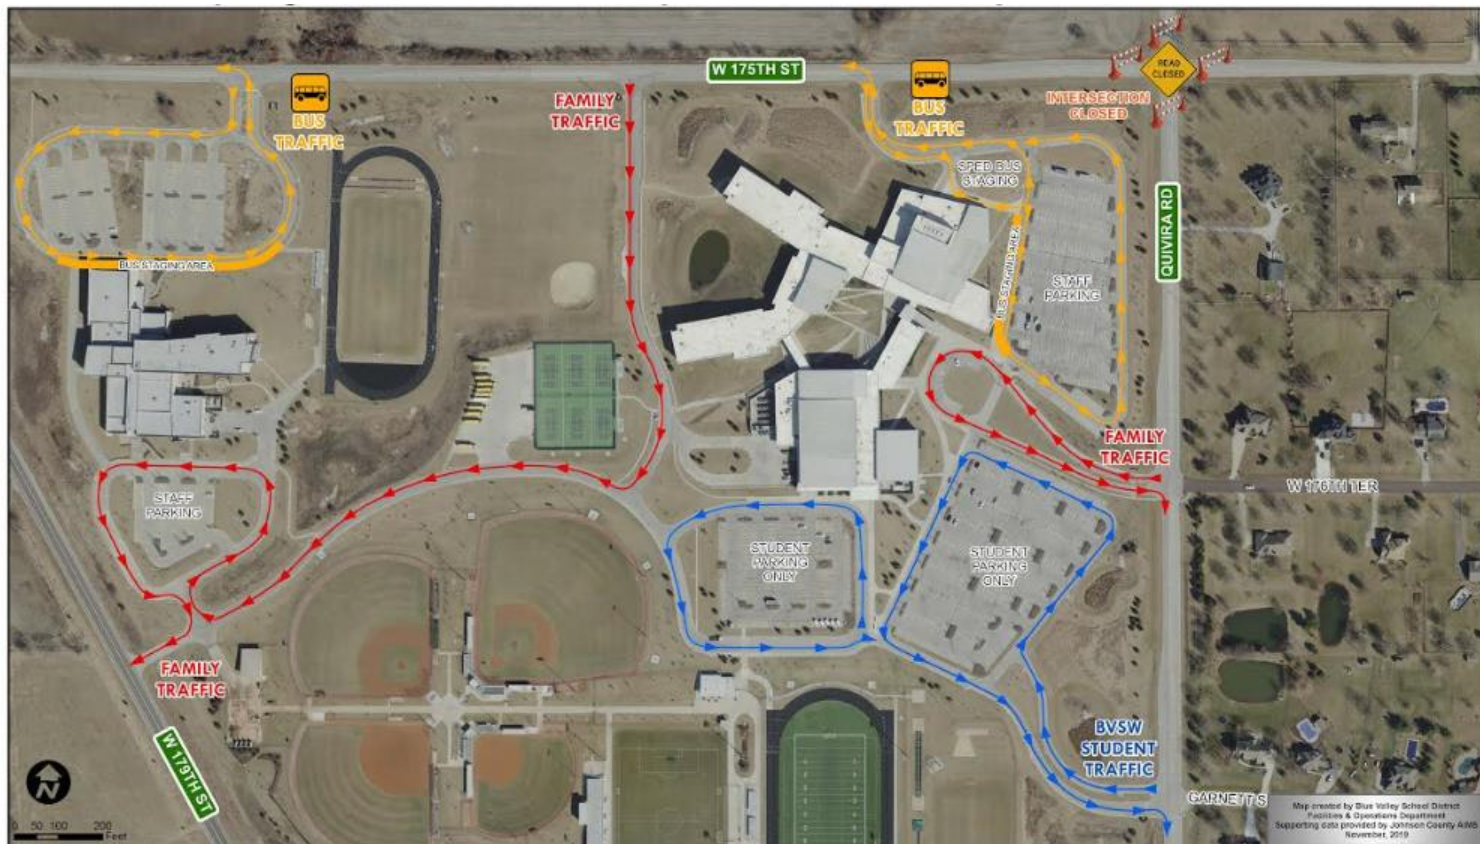 W 175TH ST
READ
CLOSED
INTERSECTION
CLOSED
BUS
TRAFFIC
FAMILY
TRAFFIC
BUS
TRAFFIC
SPED BUS
STAGING
QUIVIRA RD
BUS STAGING AREA
BUS STAGING AREA
STAFF
PARKING
FAMILY
TRAFFIC
W 176TH TER
STAFF
PARKING
STUDENT
PARKING
ONLY
STUDENT
PARKING
ONLY
FAMILY
TRAFFIC
W 179TH ST
BVSW
STUDENT
TRAFFIC
GARNETT S
0 50 100 200
Feet
Map created by Blue Valley School District
Facilities & Operations Department
Supporting data provided by Johnson County AIMS
November, 2019